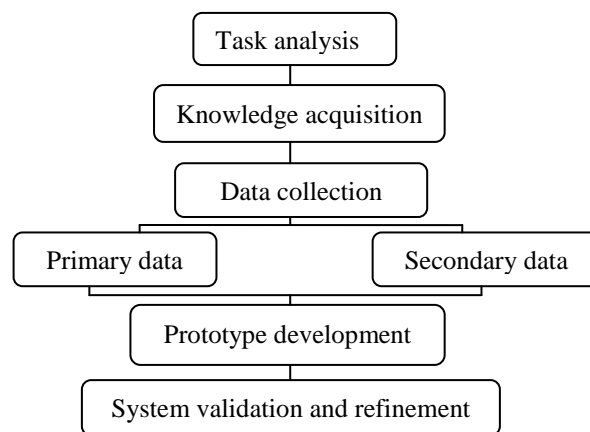 Task analysis
Knowledge acquisition
Data collection
Primary data
Secondary data
Prototype development
System validation and refinement